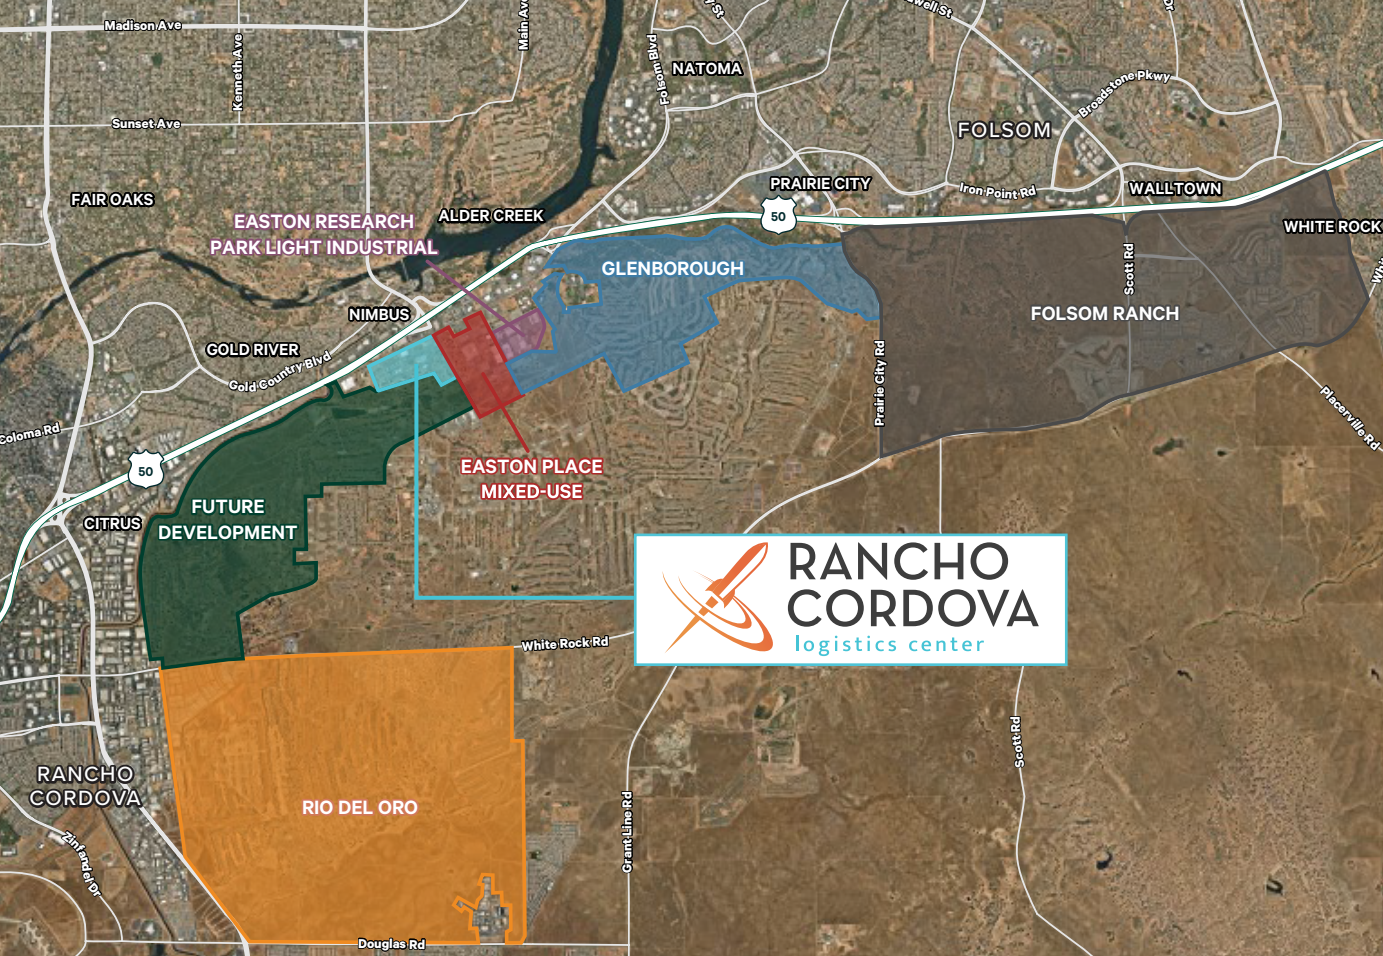 Madison Ave
Kenneth Ave
Main Ave
Folsom Blvd
NATOMA
Broadstone Pkwy
Sunset Ave
FOLSOM
FAIR OAKS
PRAIRIE CITY
Iron Point Rd
WALLTOWN
EASTON RESEARCH
PARK LIGHT INDUSTRIAL
ALDER CREEK
50
WHITE ROCK
GLENBOROUGH
Scott Rd
NIMBUS
FOLSOM RANCH
GOLD RIVER
Gold Country Blvd
Prairie City Rd
Placerville Rd
Coloma Rd
50
EASTON PLACE
MIXED-USE
FUTURE
DEVELOPMENT
CITRUS
RANCHO
CORDOVA
logistics center
White Rock Rd
Scott Rd
RANCHO
CORDOVA
RIO DEL ORO
Grant Line Rd
Zinfandel Dr
Douglas Rd